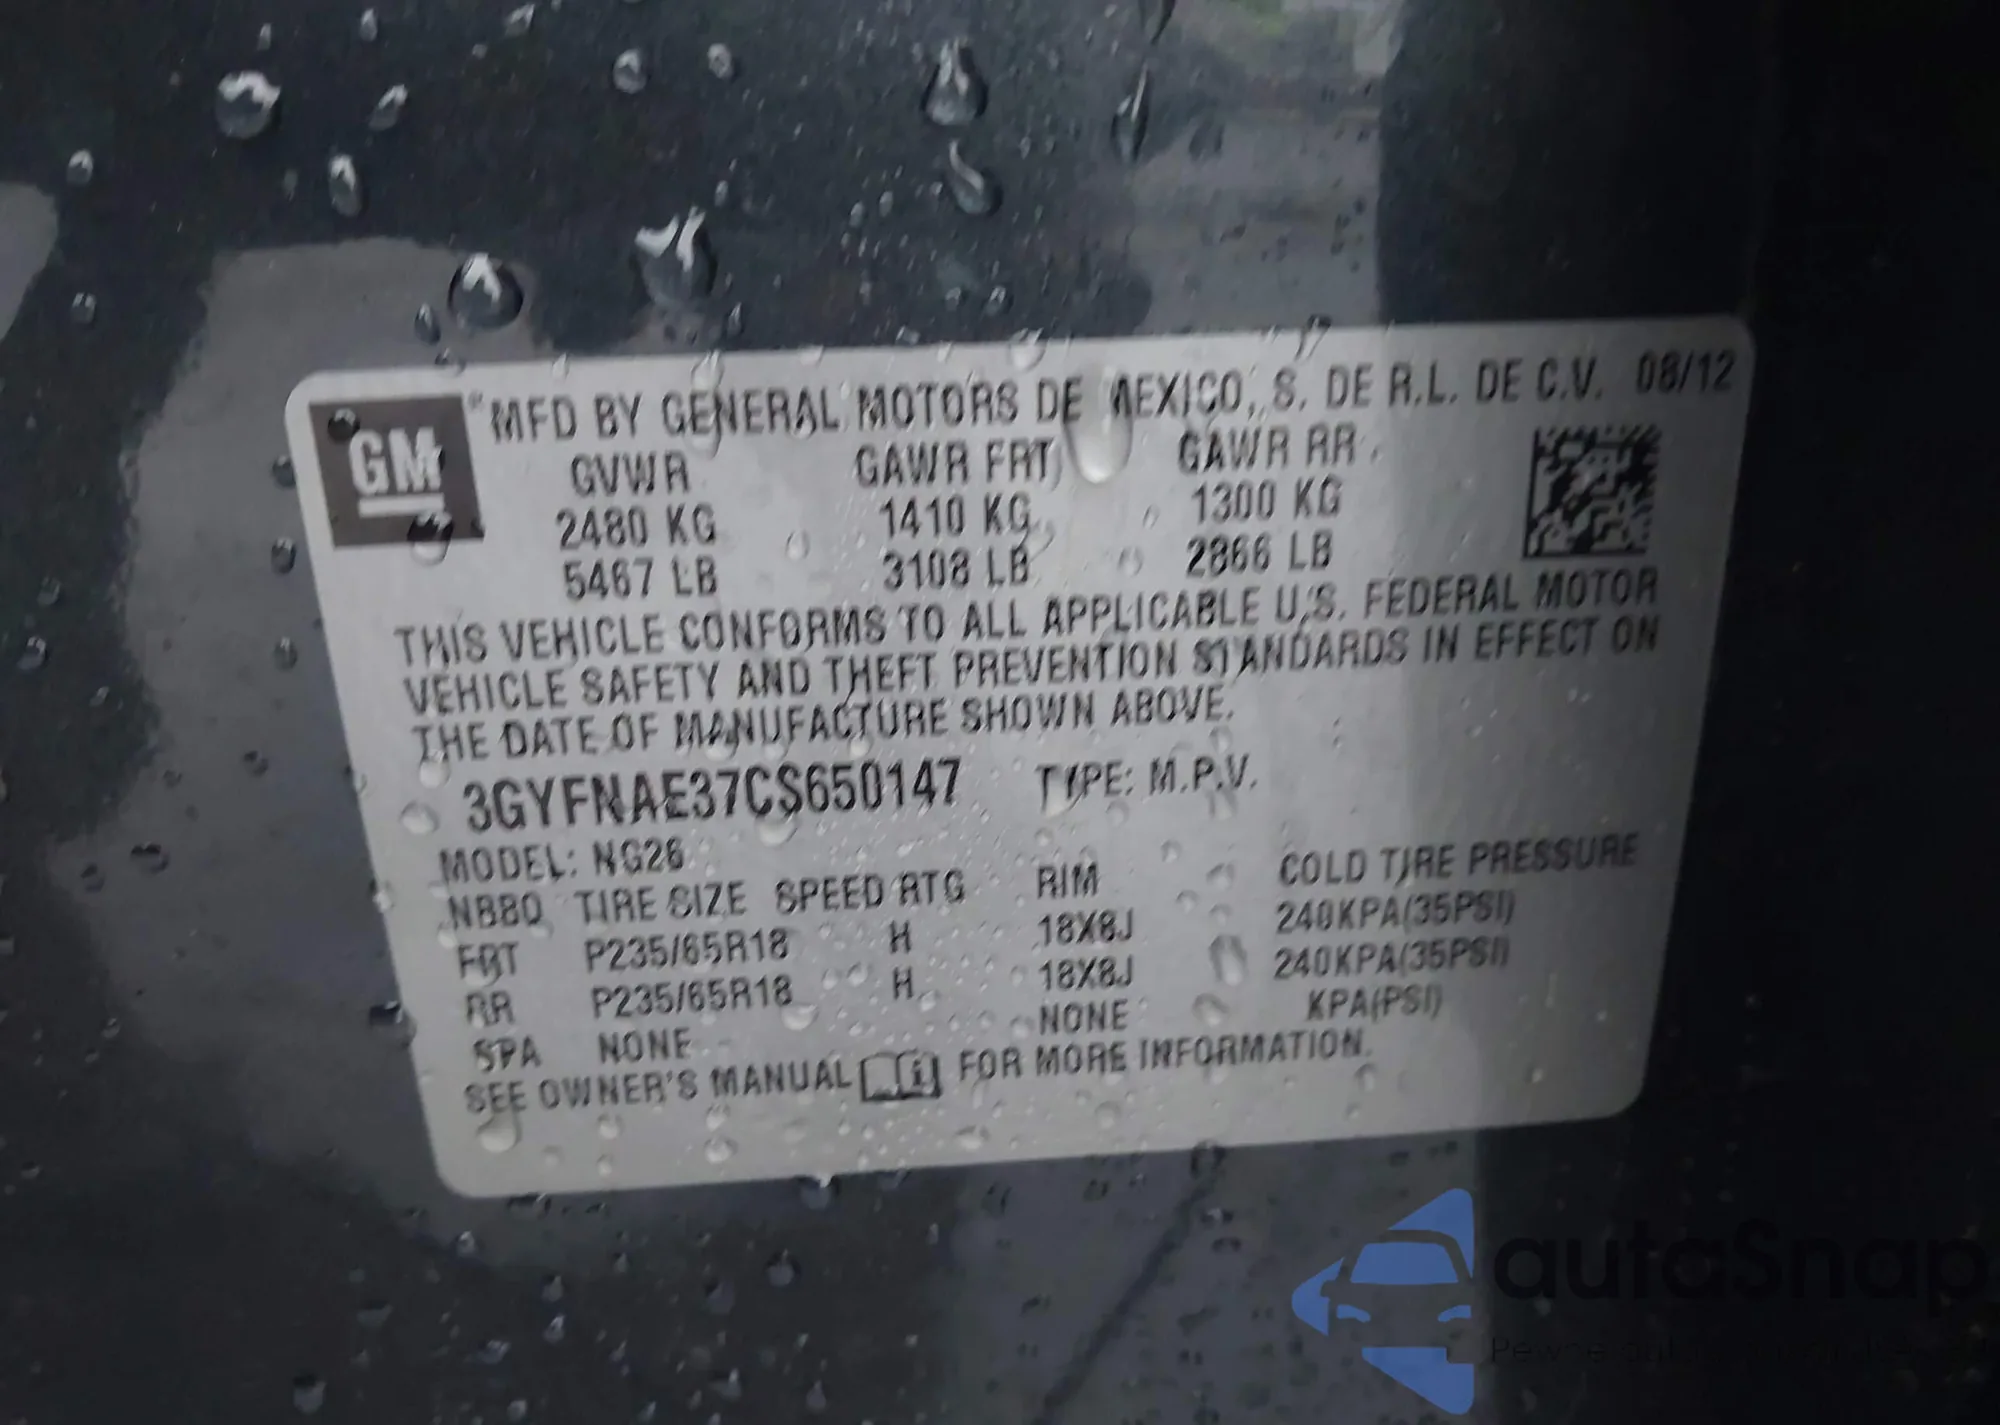 GM ® MFD BY GENERAL MOTORS DE MEXICO, S. DE R.L. DE C.V. 08/12
GVWR GAWR FRT GAWR RR
2480 KG 1410 KG 1300 KG
5467 LB 3108 LB 2866 LB
THIS VEHICLE CONFORMS TO ALL APPLICABLE U.S. FEDERAL MOTOR
VEHICLE SAFETY AND THEFT PREVENTION STANDARDS IN EFFECT ON
THE DATE OF MANUFACTURE SHOWN ABOVE.
3GYFNAE37CS650147 TYPE: M.P.V.
MODEL: NG26
NB80 TIRE SIZE SPEED RTG RIM COLD TIRE PRESSURE
FRT P235/65R18 H 18X8J 240KPA(35PSI)
RR P235/65R18 H 18X8J 240KPA(35PSI)
SPA NONE NONE KPA(PSI)
SEE OWNER'S MANUAL FOR MORE INFORMATION.
autaSnap